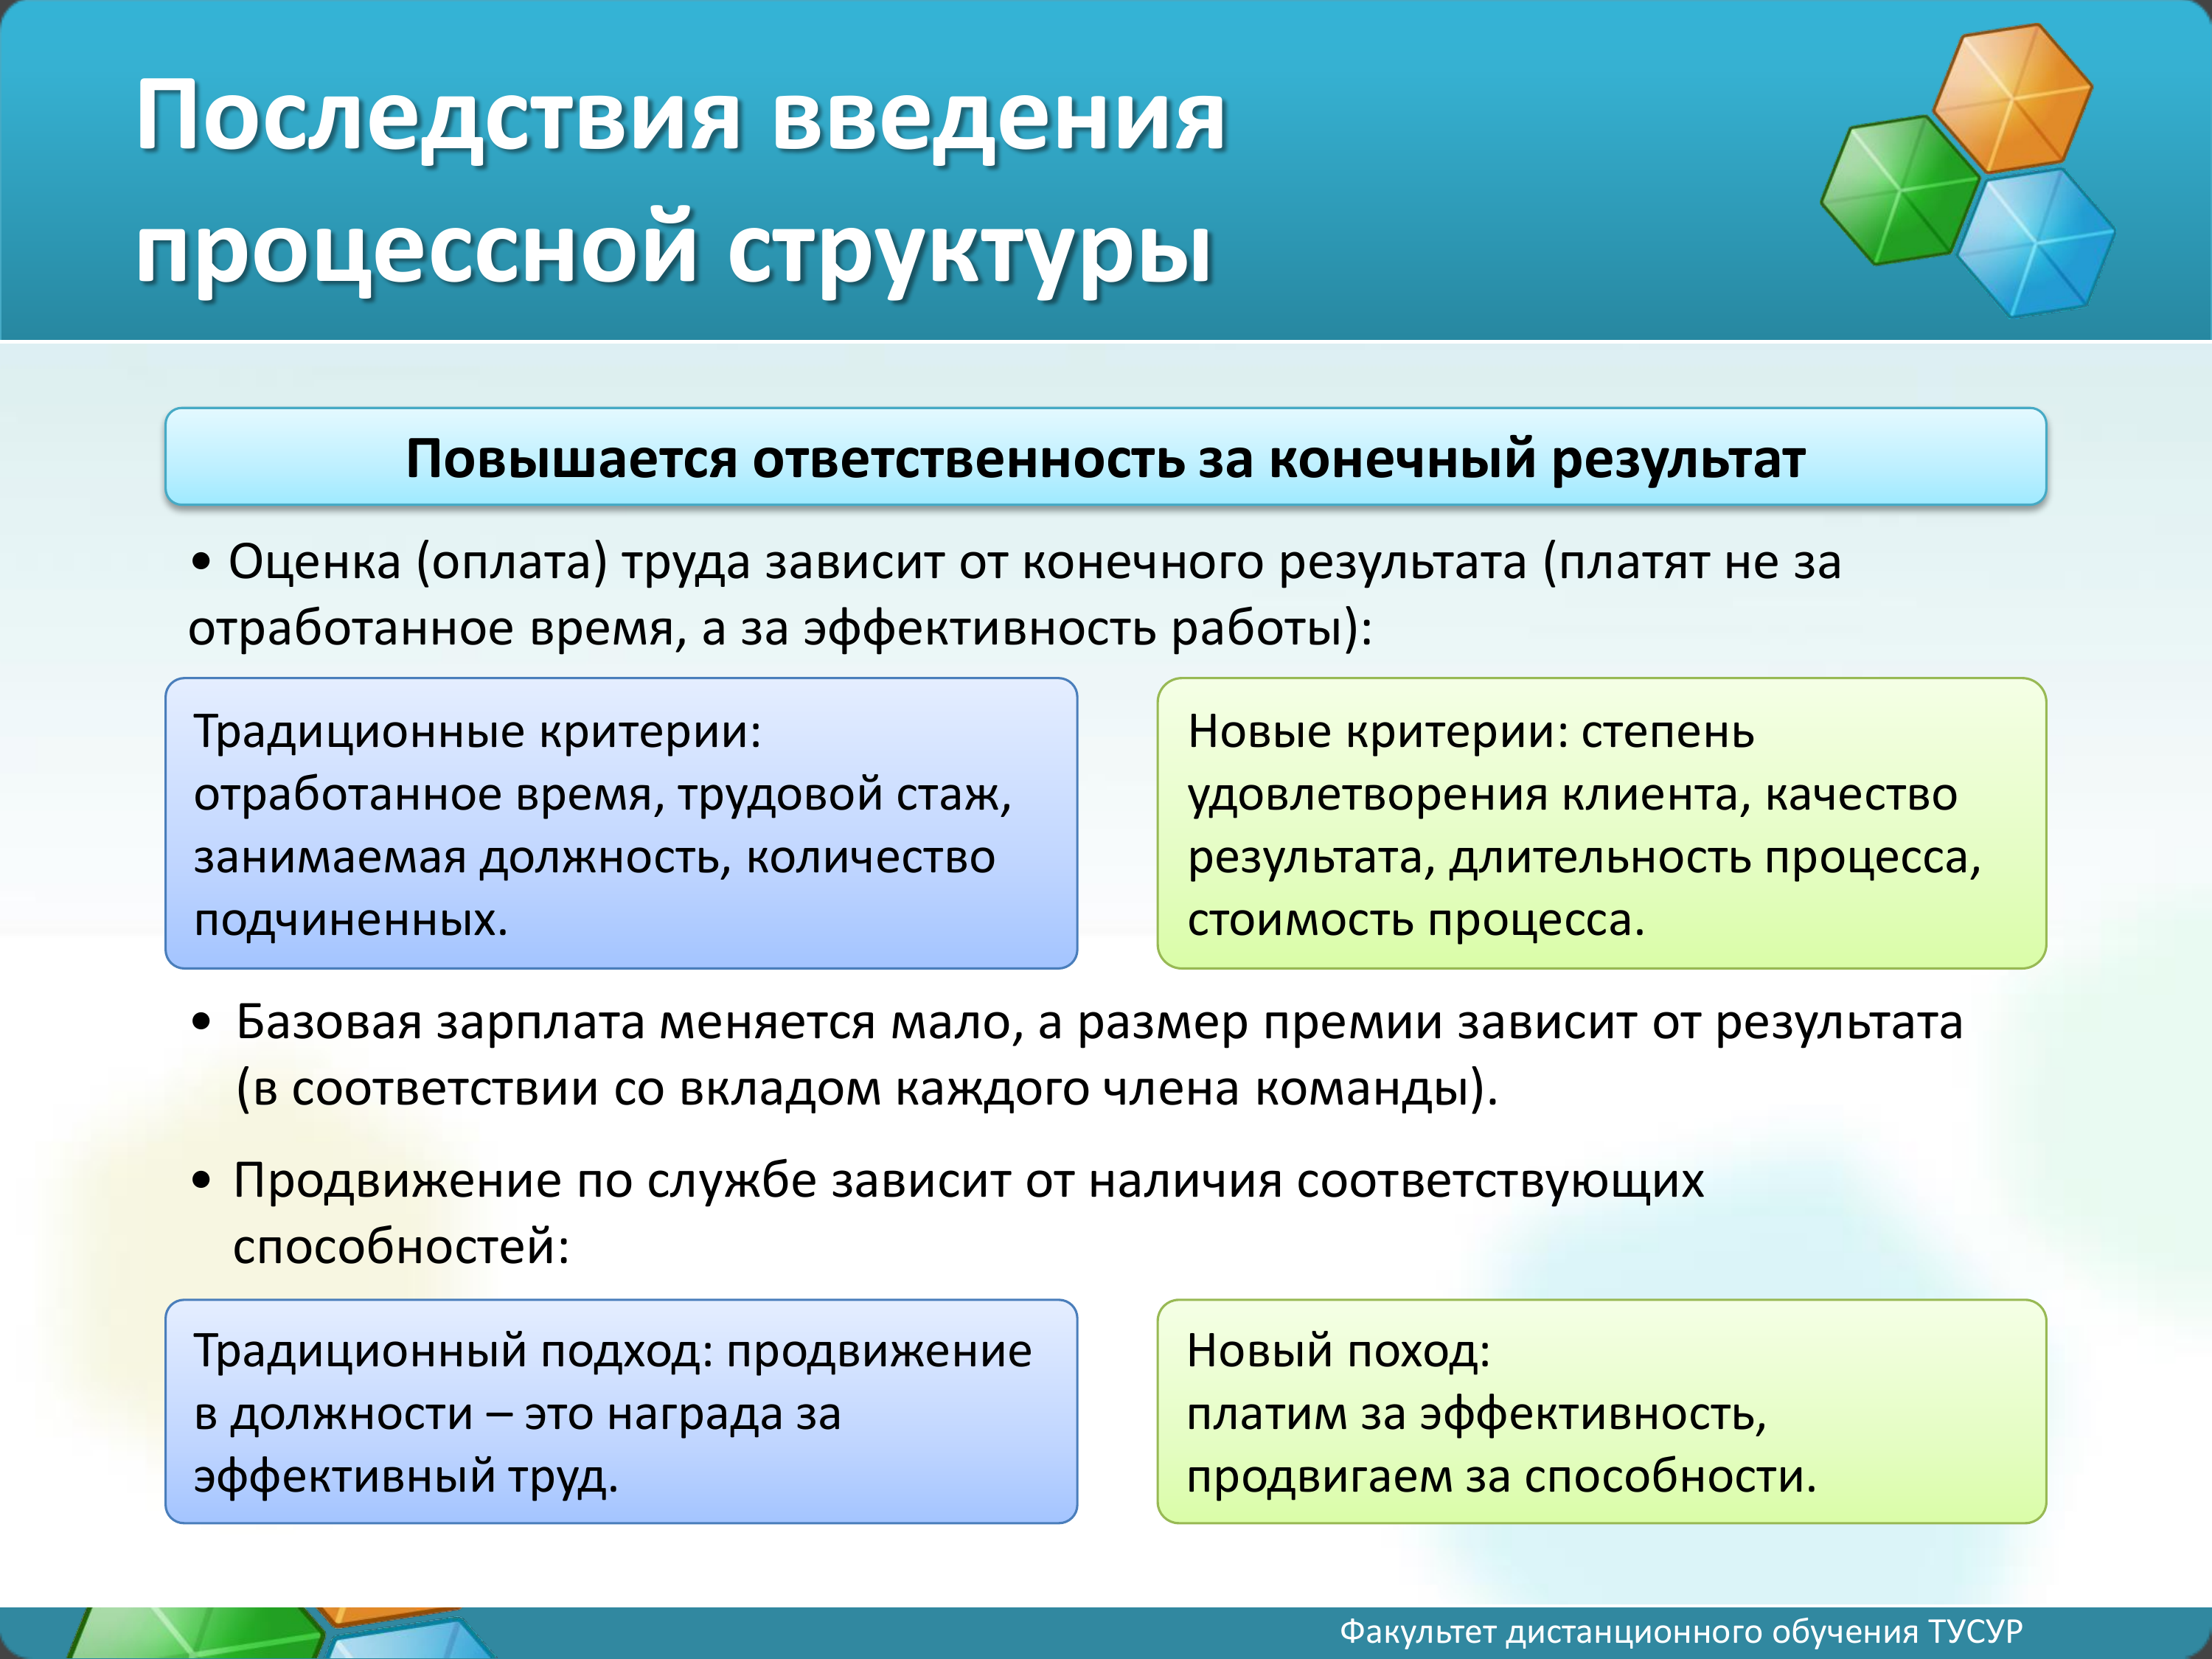 Последствия введения
процессной структуры
Повышается ответственность за конечный результат
• Оценка (оплата) труда зависит от конечного результата (платят не за
отработанное время, а за эффективность работы):
Традиционные критерии:
отработанное время, трудовой стаж,
занимаемая должность, количество
подчиненных.
Новые критерии: степень
удовлетворения клиента, качество
результата, длительность процесса,
стоимость процесса.
• Базовая зарплата меняется мало, а размер премии зависит от результата
(в соответствии со вкладом каждого члена команды).
• Продвижение по службе зависит от наличия соответствующих
способностей:
Традиционный подход: продвижение
в должности – это награда за
эффективный труд.
Новый поход:
платим за эффективность,
продвигаем за способности.
Факультет дистанционного обучения ТУСУР